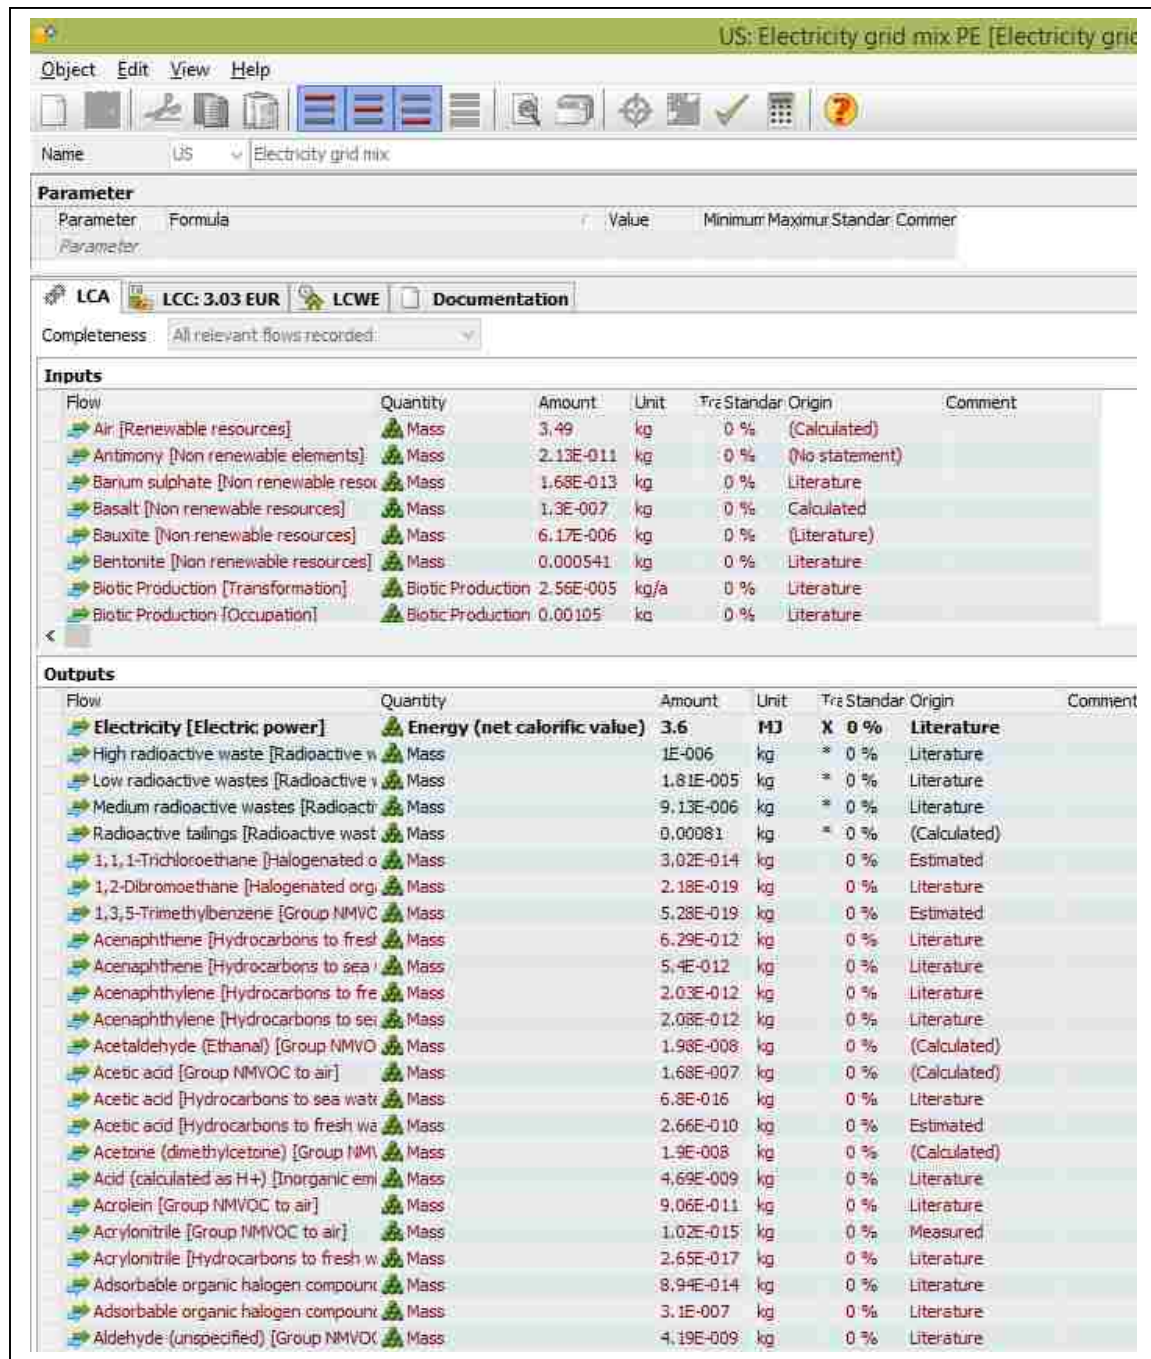 US: Electricity grid mix PE [Electricity gric
Object Edit View Help
Name US Electricity grid mix
Parameter
Parameter Formula Value Minimum Maximur Standar Commer
Parameter
LCA LCC: 3.03 EUR LCWE Documentation
Completeness All relevant flows recorded
Inputs
Flow Quantity Amount Unit Tra Standar Origin Comment
Air [Renewable resources] Mass 3.49 kg 0 % (Calculated)
Antimony [Non renewable elements] Mass 2.13E-011 kg 0 % (No statement)
Barium sulphate [Non renewable resou Mass 1.68E-013 kg 0 % Literature
Basalt [Non renewable resources] Mass 1.3E-007 kg 0 % Calculated
Bauxite [Non renewable resources] Mass 6.17E-006 kg 0 % (Literature)
Bentonite [Non renewable resources] Mass 0.000541 kg 0 % Literature
Biotic Production [Transformation] Biotic Production 2.56E-005 kg/a 0 % Literature
Biotic Production [Occupation] Biotic Production 0.00105 kg 0 % Literature
Outputs
Flow Quantity Amount Unit Tra Standar Origin Comment
Electricity [Electric power] Energy (net calorific value) 3.6 MJ X 0 % Literature
High radioactive waste [Radioactive w Mass 1E-006 kg * 0 % Literature
Low radioactive wastes [Radioactive v Mass 1.81E-005 kg * 0 % Literature
Medium radioactive wastes [Radioacti Mass 9.13E-006 kg * 0 % Literature
Radioactive tailings [Radioactive wast Mass 0.00081 kg * 0 % (Calculated)
1,1,1-Trichloroethane [Halogenated o Mass 3.02E-014 kg 0 % Estimated
1,2-Dibromoethane [Halogenated orga Mass 2.18E-019 kg 0 % Literature
1,3,5-Trimethylbenzene [Group NMVC Mass 5.28E-019 kg 0 % Estimated
Acenaphthene [Hydrocarbons to fresh Mass 6.29E-012 kg 0 % Literature
Acenaphthene [Hydrocarbons to sea Mass 5.4E-012 kg 0 % Literature
Acenaphthylene [Hydrocarbons to fre Mass 2.03E-012 kg 0 % Literature
Acenaphthylene [Hydrocarbons to sea Mass 2.08E-012 kg 0 % Literature
Acetaldehyde (Ethanal) [Group NMVO Mass 1.98E-008 kg 0 % (Calculated)
Acetic acid [Group NMVOC to air] Mass 1.68E-007 kg 0 % (Calculated)
Acetic acid [Hydrocarbons to sea wate Mass 6.8E-016 kg 0 % Literature
Acetic acid [Hydrocarbons to fresh wa Mass 2.66E-010 kg 0 % Estimated
Acetone (dimethylcetone) [Group NMV Mass 1.9E-008 kg 0 % (Calculated)
Acid (calculated as H+) [Inorganic emi Mass 4.69E-009 kg 0 % Literature
Acrolein [Group NMVOC to air] Mass 9.06E-011 kg 0 % Literature
Acrylonitrile [Group NMVOC to air] Mass 1.02E-015 kg 0 % Measured
Acrylonitrile [Hydrocarbons to fresh w Mass 2.65E-017 kg 0 % Literature
Adsorbable organic halogen compound Mass 8.94E-014 kg 0 % Literature
Adsorbable organic halogen compound Mass 3.1E-007 kg 0 % Literature
Aldehyde (unspecified) [Group NMVOC Mass 4.19E-009 kg 0 % Literature